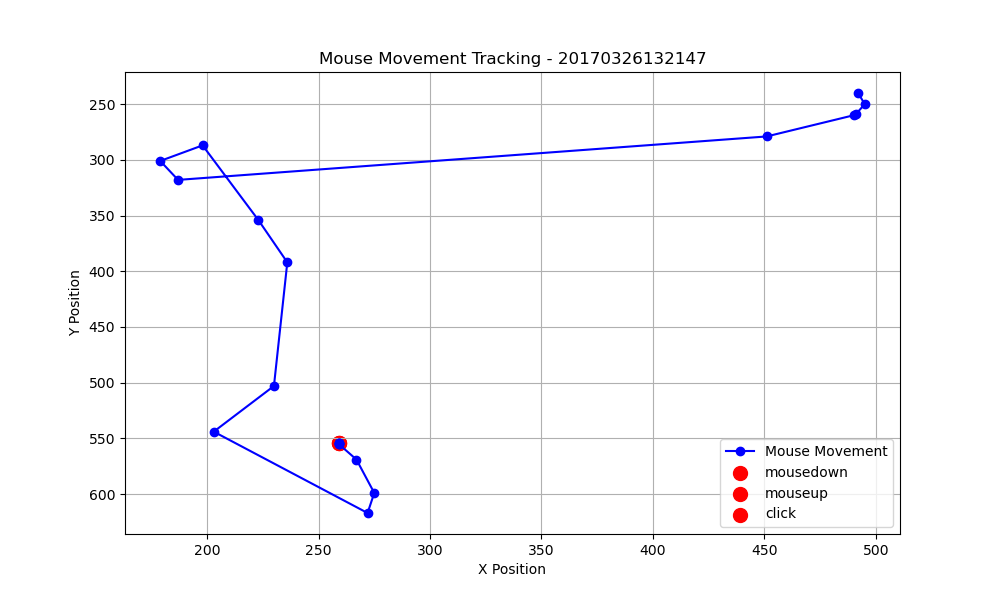 Mouse Movement Tracking - 20170326132147
250
300
350
400
450
500
550
600
Y Position
200
250
300
350
400
450
500
X Position
Mouse Movement
mousedown
mouseup
click